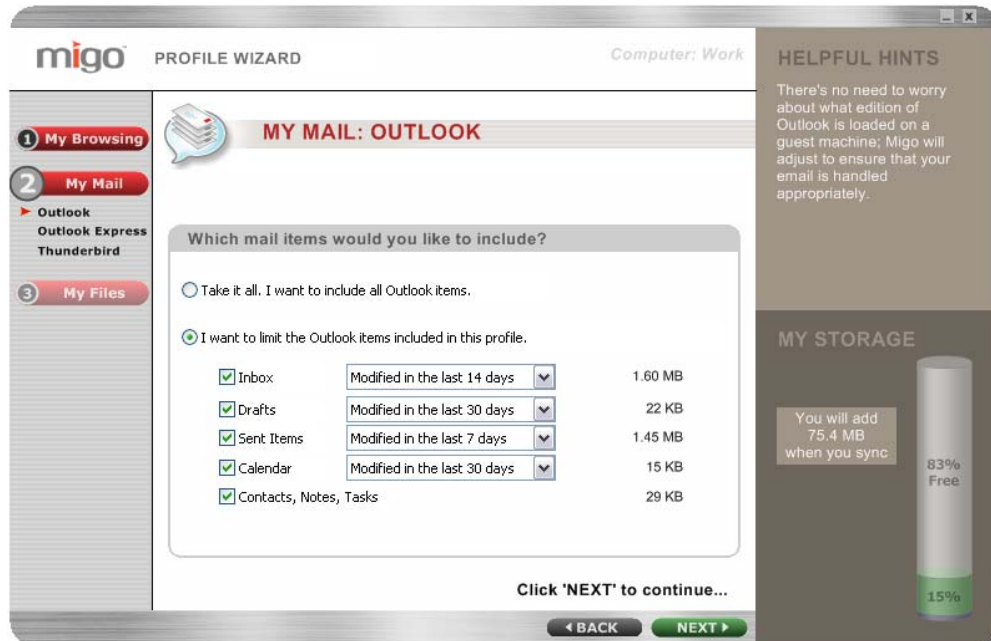 migo
PROFILE WIZARD
Computer: Work
1 My Browsing
2 My Mail
Outlook
Outlook Express
Thunderbird
3 My Files
MY MAIL: OUTLOOK
Which mail items would you like to include?
Take it all. I want to include all Outlook items.
I want to limit the Outlook items included in this profile.
Inbox Modified in the last 14 days 1.60 MB
Drafts Modified in the last 30 days 22 KB
Sent Items Modified in the last 7 days 1.45 MB
Calendar Modified in the last 30 days 15 KB
Contacts, Notes, Tasks 29 KB
Click 'NEXT' to continue...
BACK NEXT
HELPFUL HINTS
There's no need to worry
about what edition of
Outlook is loaded on a
guest machine; Migo will
adjust to ensure that your
email is handled
appropriately.
MY STORAGE
You will add
75.4 MB
when you sync
83%
Free
15%